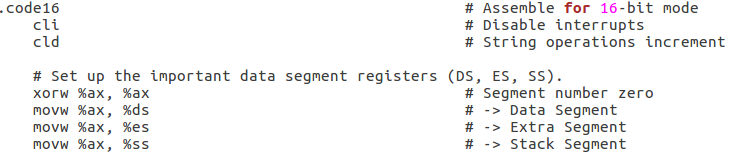 .code16                                             # Assemble for 16-bit mode
    cli                                             # Disable interrupts
    cld                                             # String operations increment

    # Set up the important data segment registers (DS, ES, SS).
    xorw %ax, %ax                                   # Segment number zero
    movw %ax, %ds                                   # -> Data Segment
    movw %ax, %es                                   # -> Extra Segment
    movw %ax, %ss                                   # -> Stack Segment